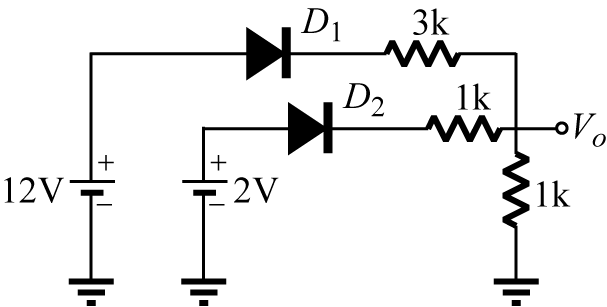 D1
3k
D2
1k
Vo
+
+
12V
2V
1k
−
−